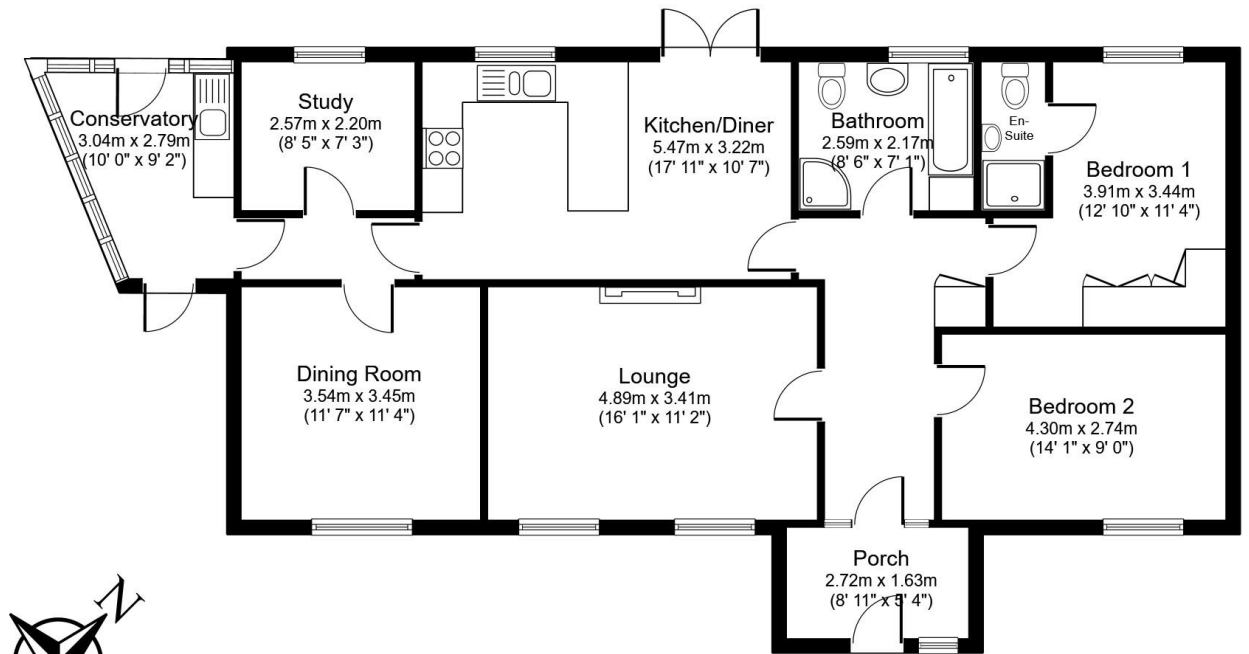 Conservatory
3.04m x 2.79m
(10' 0" x 9' 2")
Study
2.57m x 2.20m
(8' 5" x 7' 3")
Kitchen/Diner
5.47m x 3.22m
(17' 11" x 10' 7")
Bathroom
2.59m x 2.17m
(8' 6" x 7' 1")
En-
Suite
Bedroom 1
3.91m x 3.44m
(12' 10" x 11' 4")
Dining Room
3.54m x 3.45m
(11' 7" x 11' 4")
Lounge
4.89m x 3.41m
(16' 1" x 11' 2")
Bedroom 2
4.30m x 2.74m
(14' 1" x 9' 0")
Porch
2.72m x 1.63m
(8' 11" x 5' 4")
N